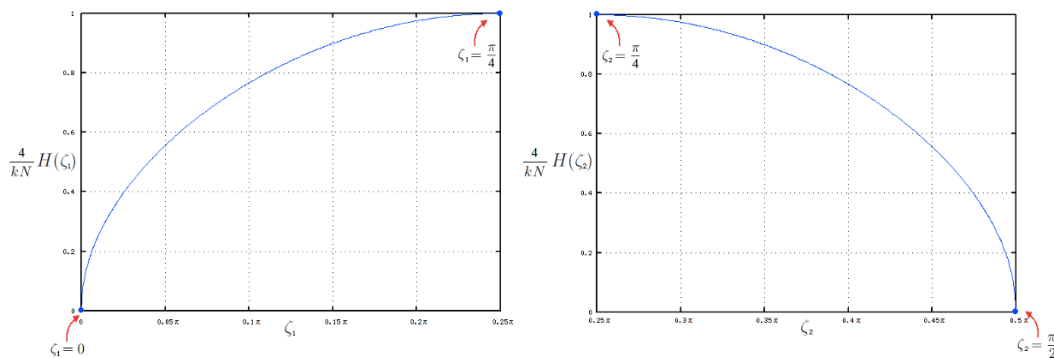 1
ζ₁ = π/4
0.8
0.6
4/kN H(ζ₁)
0.4
0.2
0
0 0.05π 0.1π 0.15π 0.2π 0.25π
ζ₁
ζ₁ = 0
1
ζ₂ = π/4
0.8
0.6
4/kN H(ζ₂)
0.4
0.2
0
0.25π 0.3π 0.35π 0.4π 0.45π 0.5π
ζ₂
ζ₂ = π/2